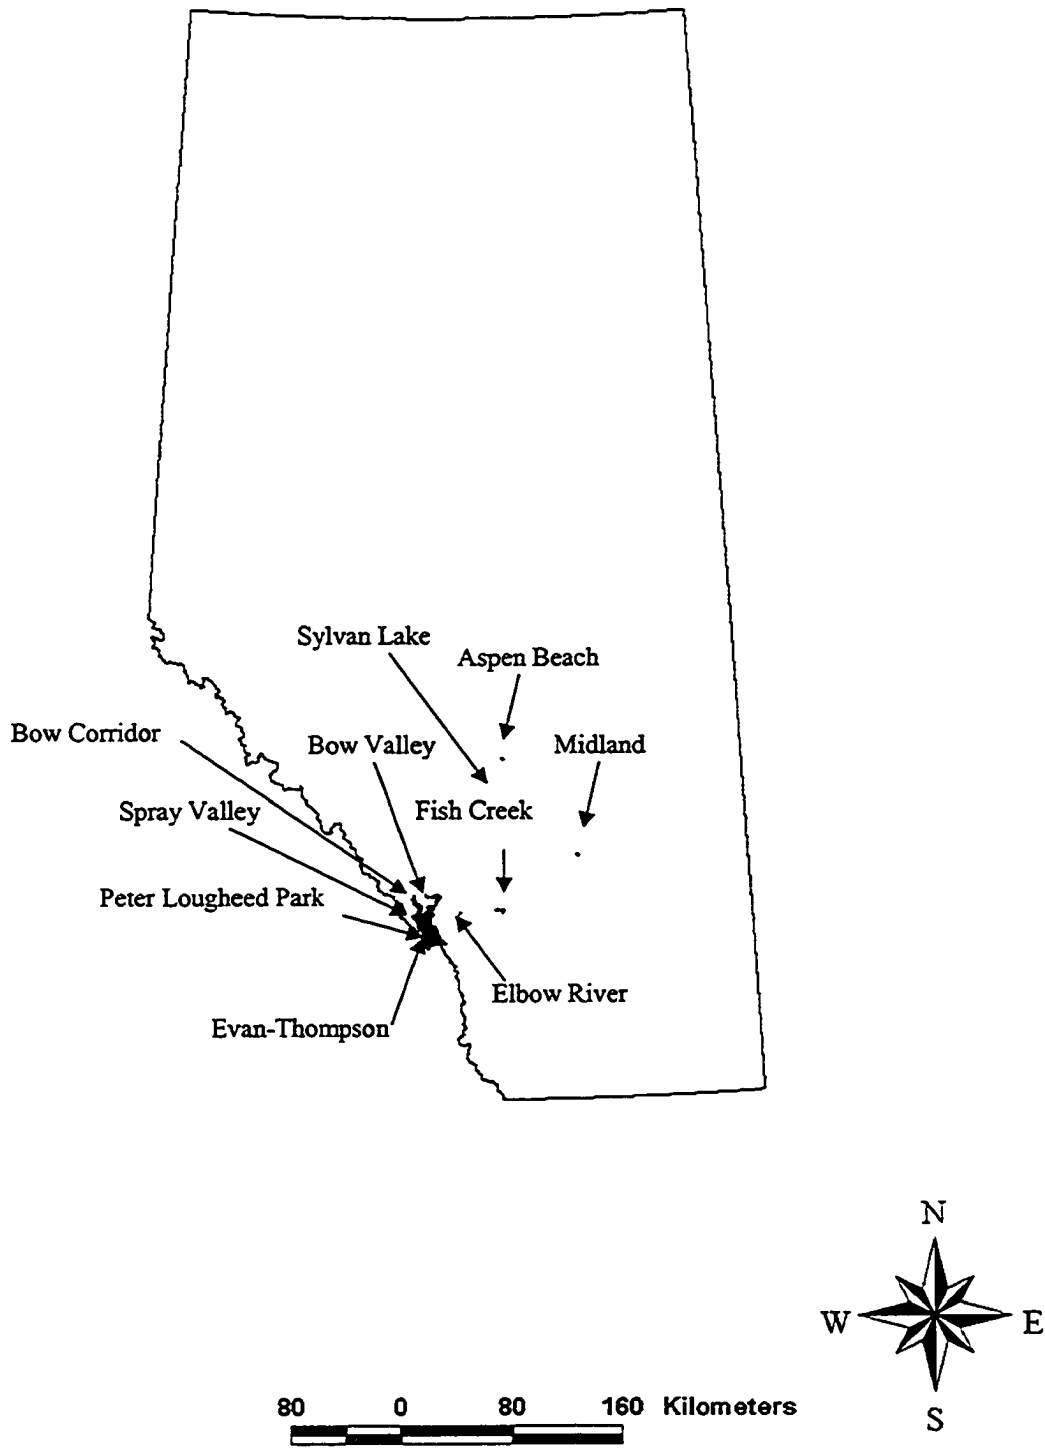 Sylvan Lake
Aspen Beach
Bow Corridor
Bow Valley
Midland
Spray Valley
Fish Creek
Peter Lougheed Park
Elbow River
Evan-Thompson
N
W
E
S
80 0 80 160 Kilometers